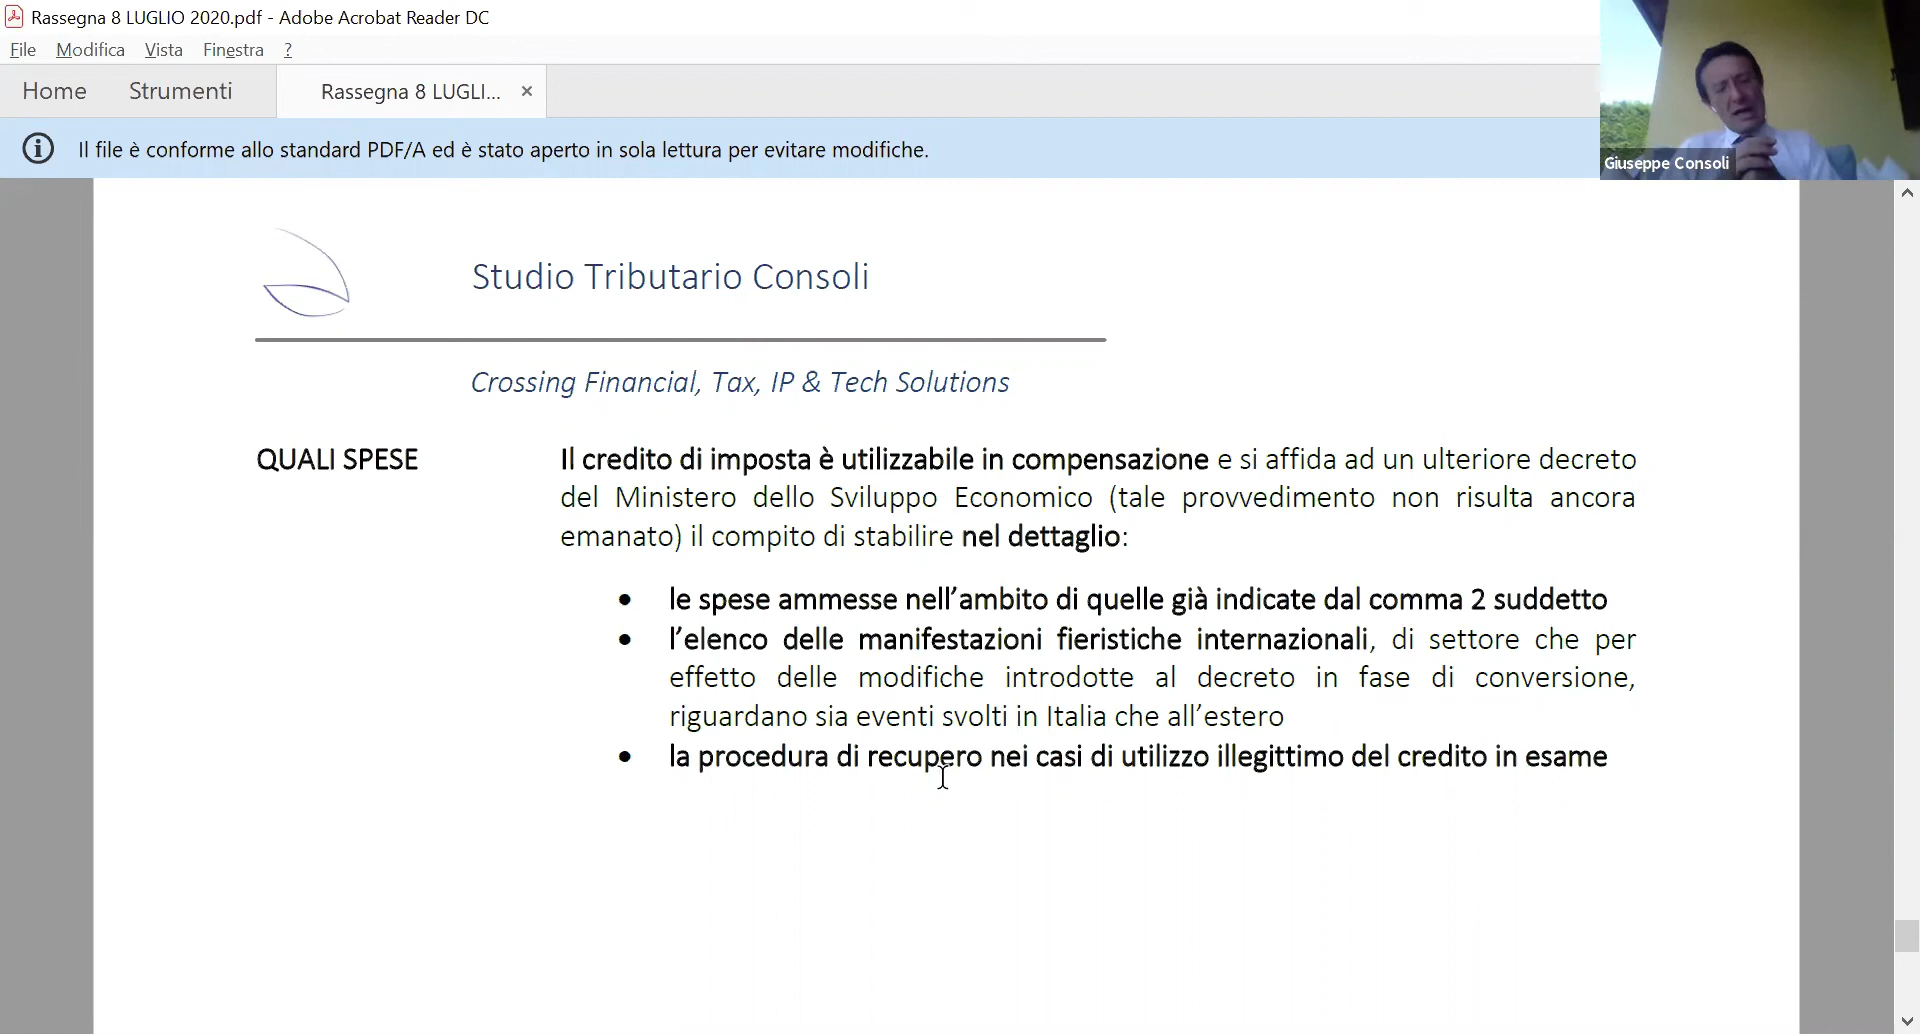 Rassegna 8 LUGLIO 2020.pdf - Adobe Acrobat Reader DC
File Modifica Vista Finestra ?
Home Strumenti Rassegna 8 LUGLI... ×
Il file è conforme allo standard PDF/A ed è stato aperto in sola lettura per evitare modifiche.
Giuseppe Consoli
Studio Tributario Consoli
Crossing Financial, Tax, IP & Tech Solutions
QUALI SPESE
Il credito di imposta è utilizzabile in compensazione e si affida ad un ulteriore decreto
del Ministero dello Sviluppo Economico (tale provvedimento non risulta ancora
emanato) il compito di stabilire nel dettaglio:
• le spese ammesse nell'ambito di quelle già indicate dal comma 2 suddetto
• l'elenco delle manifestazioni fieristiche internazionali, di settore che per
effetto delle modifiche introdotte al decreto in fase di conversione,
riguardano sia eventi svolti in Italia che all'estero
• la procedura di recupero nei casi di utilizzo illegittimo del credito in esame